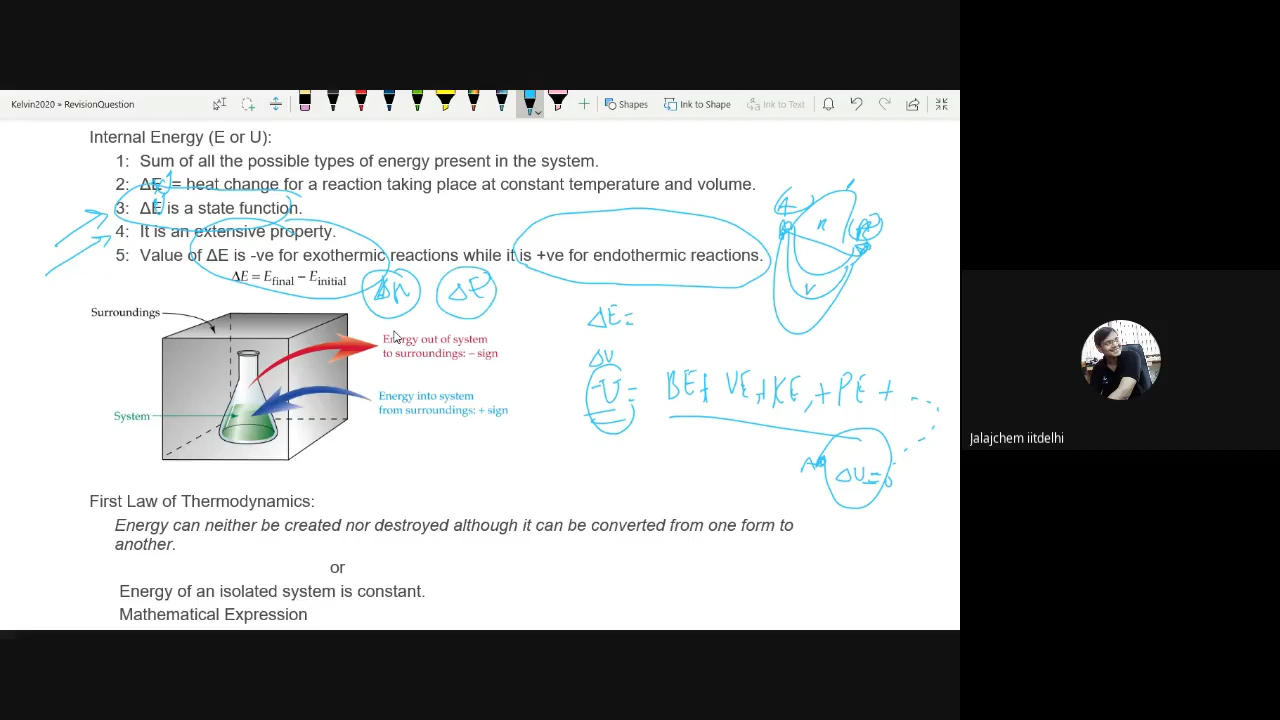 Kelvin2020 » RevisionQuestion
Shapes
Ink to Shape
Ink to Text
Internal Energy (E or U):
1: Sum of all the possible types of energy present in the system.
2: ΔE = heat change for a reaction taking place at constant temperature and volume.
3: ΔE is a state function.
4: It is an extensive property.
5: Value of ΔE is -ve for exothermic reactions while it is +ve for endothermic reactions.
ΔE = Efinal − Einitial
ΔE
ΔE =
ΔU
U = BE + VE + KE + PE + ...
ΔU = 0
Surroundings
Energy out of system
to surroundings: − sign
Energy into system
from surroundings: + sign
System
First Law of Thermodynamics:
Energy can neither be created nor destroyed although it can be converted from one form to
another.
or
Energy of an isolated system is constant.
Mathematical Expression
Jalajchem iitdelhi